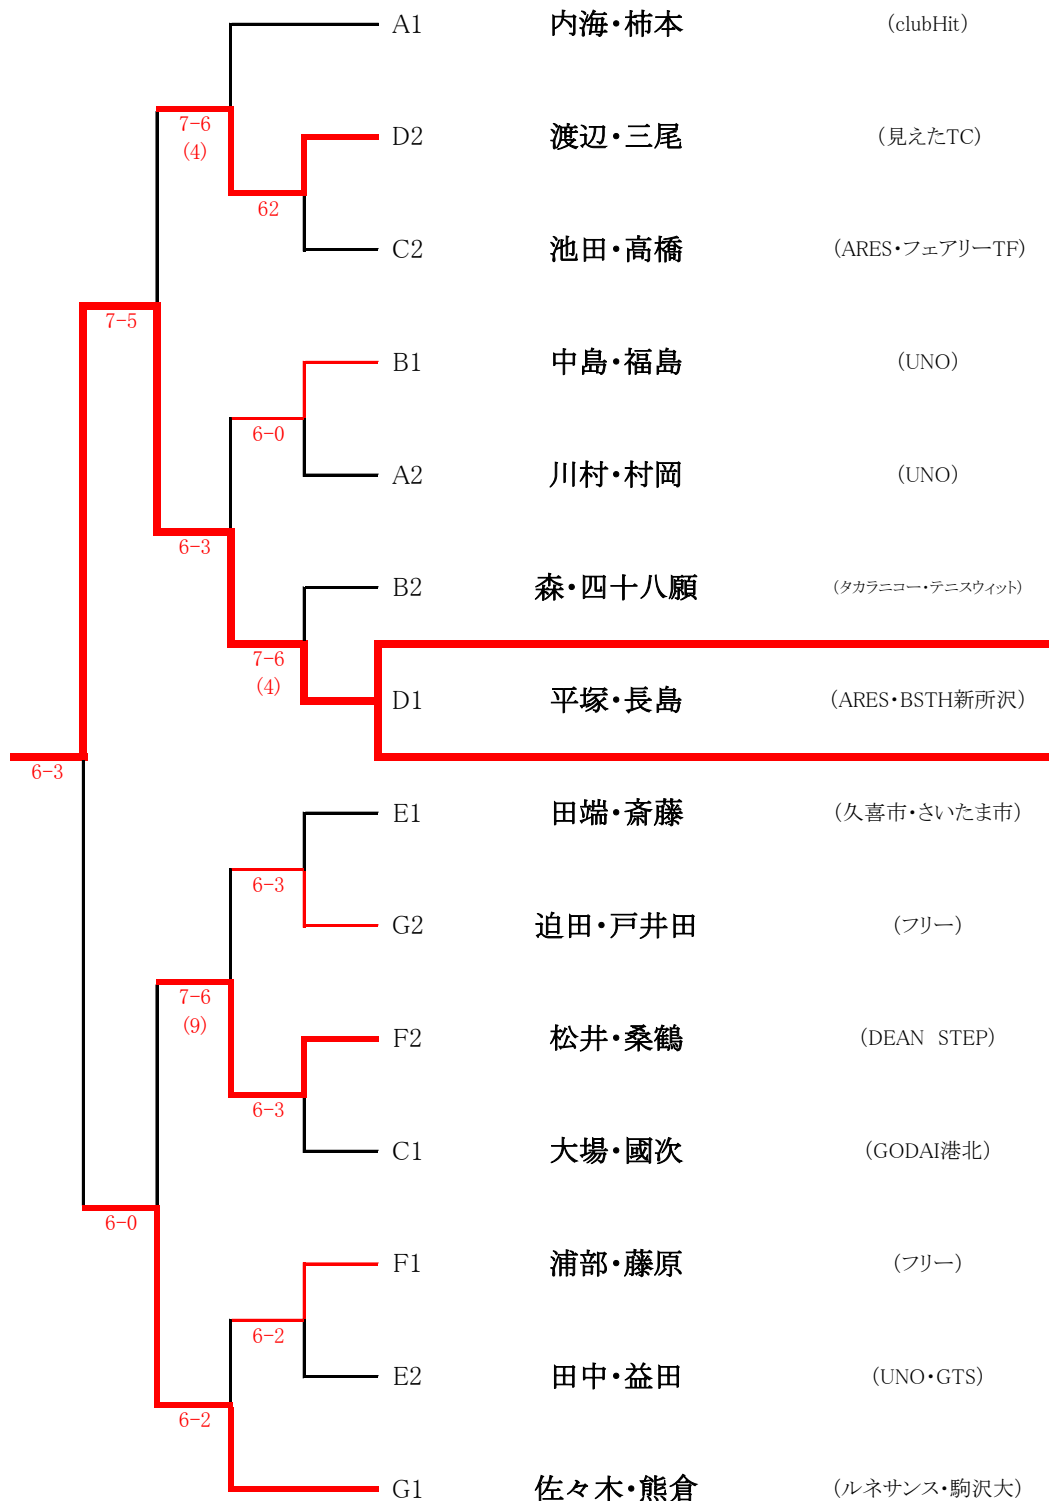 A1 内海・柿本 (clubHit)
7-6
(4)
D2 渡辺・三尾 (見えたTC)
62
C2 池田・高橋 (ARES・フェアリーTF)
7-5
B1 中島・福島 (UNO)
6-0
A2 川村・村岡 (UNO)
6-3
B2 森・四十八願 (タカラニコー・テニスウィット)
7-6
(4)
D1 平塚・長島 (ARES・BSTH新所沢)
6-3
E1 田端・斎藤 (久喜市・さいたま市)
6-3
G2 迫田・戸井田 (フリー)
7-6
(9)
F2 松井・桑鶴 (DEAN STEP)
6-3
C1 大場・國次 (GODAI港北)
6-0
F1 浦部・藤原 (フリー)
6-2
E2 田中・益田 (UNO・GTS)
6-2
G1 佐々木・熊倉 (ルネサンス・駒沢大)